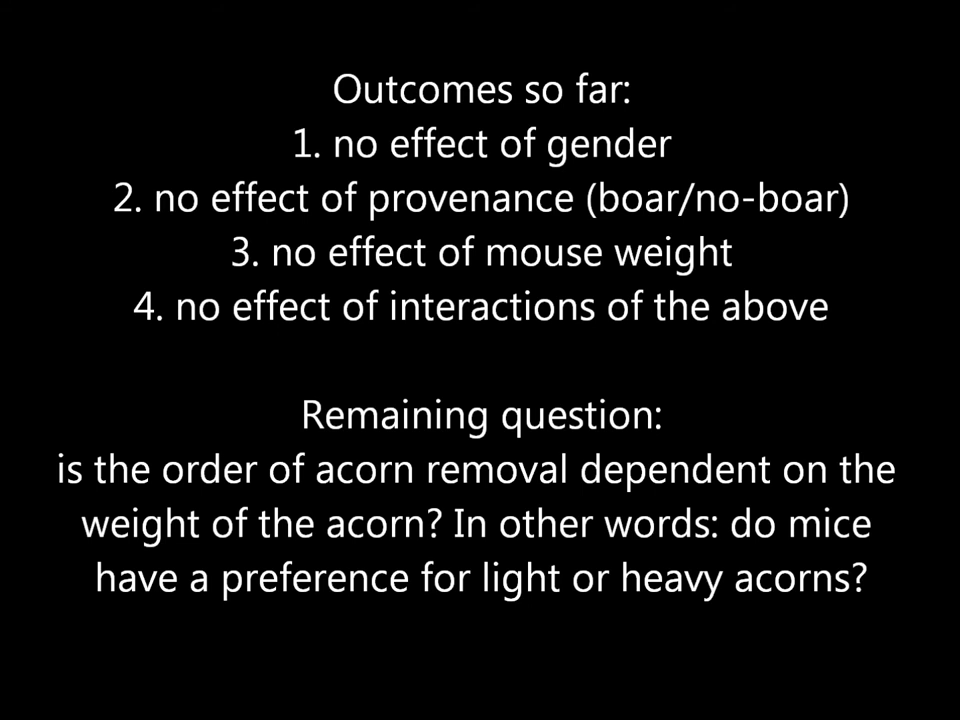 Outcomes so far:
1. no effect of gender
2. no effect of provenance (boar/no-boar)
3. no effect of mouse weight
4. no effect of interactions of the above
Remaining question:
is the order of acorn removal dependent on the
weight of the acorn? In other words: do mice
have a preference for light or heavy acorns?